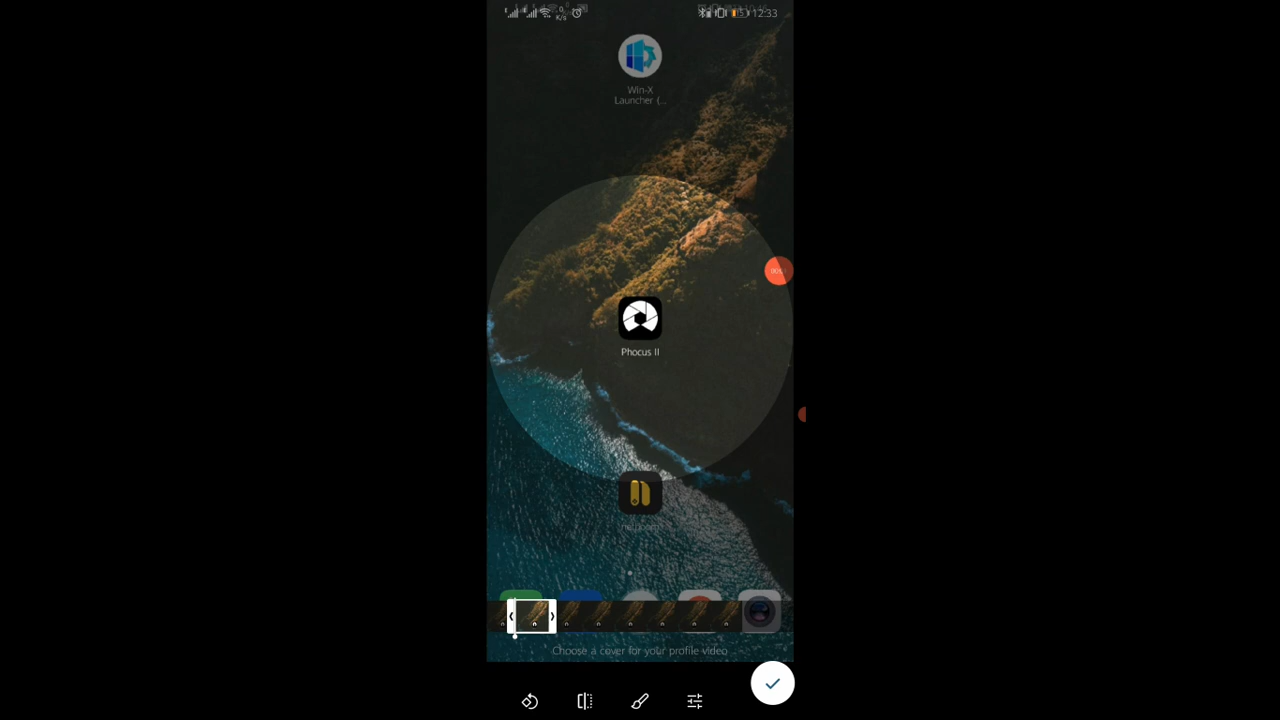 K/s
12:33
Win-X
Launcher (...
Phocus II
Choose a cover for your profile video